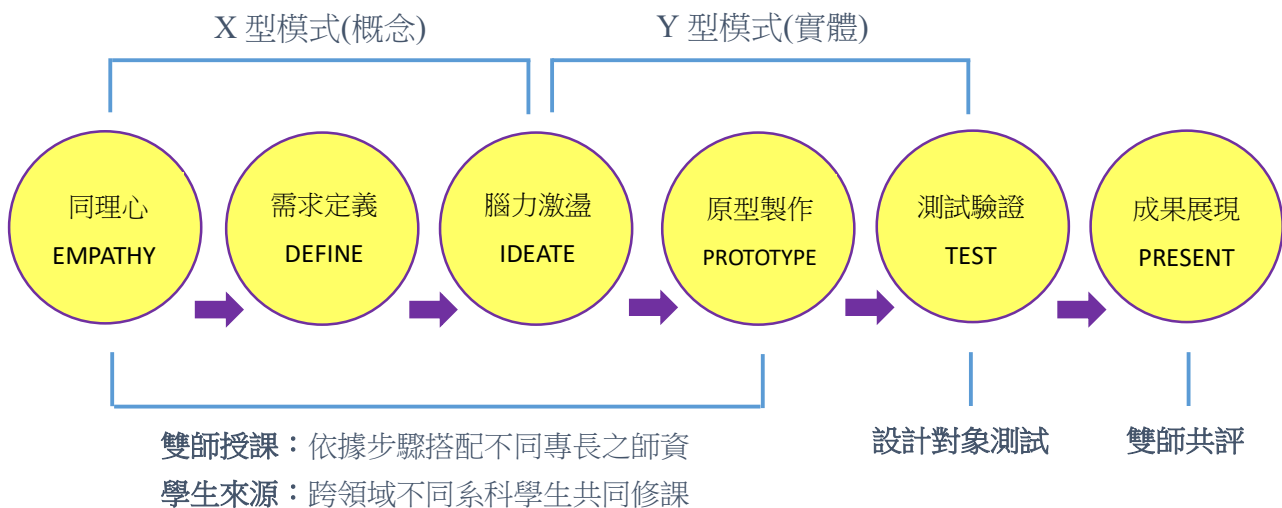 X 型模式(概念)
Y 型模式(實體)
同理心
EMPATHY
需求定義
DEFINE
腦力激盪
IDEATE
原型製作
PROTOTYPE
測試驗證
TEST
成果展現
PRESENT
雙師授課：依據步驟搭配不同專長之師資
學生來源：跨領域不同系科學生共同修課
設計對象測試
雙師共評